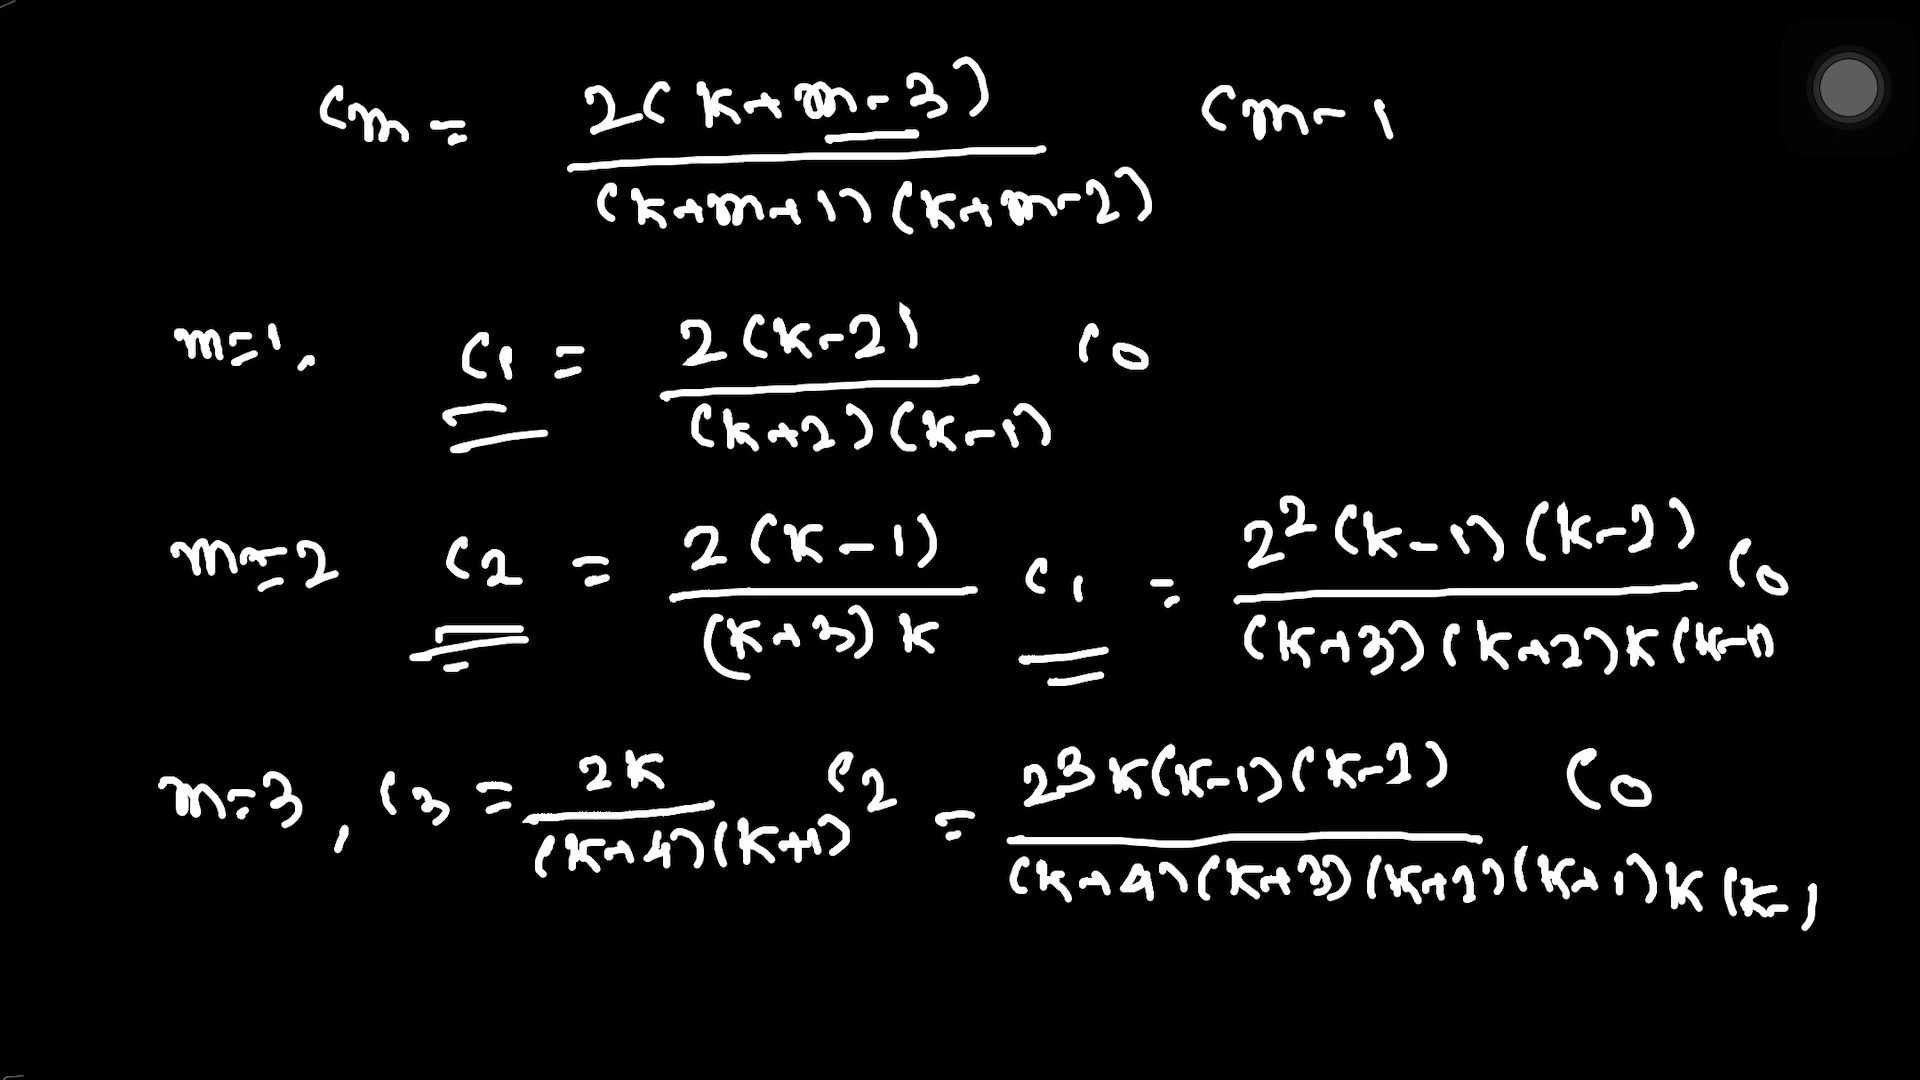 Cm = 2(k+m-3) / (k+m+1)(k+m-2) Cm-1
m=1, C1 = 2(k-2) / (k+2)(k-1) C0
m=2 C2 = 2(k-1) / (k+3)k C1 = 2^2(k-1)(k-2) / (k+3)(k+2)k(k-1) C0
m=3, C3 = 2k / (k+4)(k+1) C2 = 2^3 k(k-1)(k-2) / (k+4)(k+3)(k+2)(k+1)k(k-1 C0